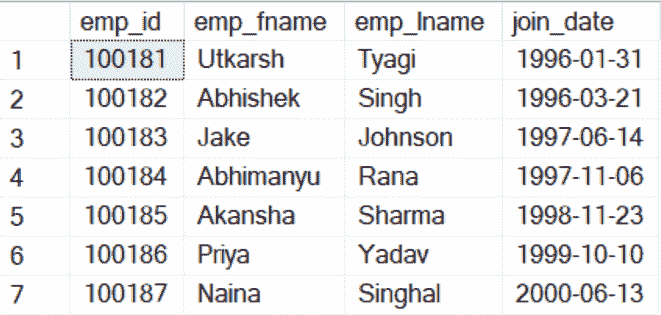 emp_id emp_fname emp_lname join_date
1 100181 Utkarsh Tyagi 1996-01-31
2 100182 Abhishek Singh 1996-03-21
3 100183 Jake Johnson 1997-06-14
4 100184 Abhimanyu Rana 1997-11-06
5 100185 Akansha Sharma 1998-11-23
6 100186 Priya Yadav 1999-10-10
7 100187 Naina Singhal 2000-06-13